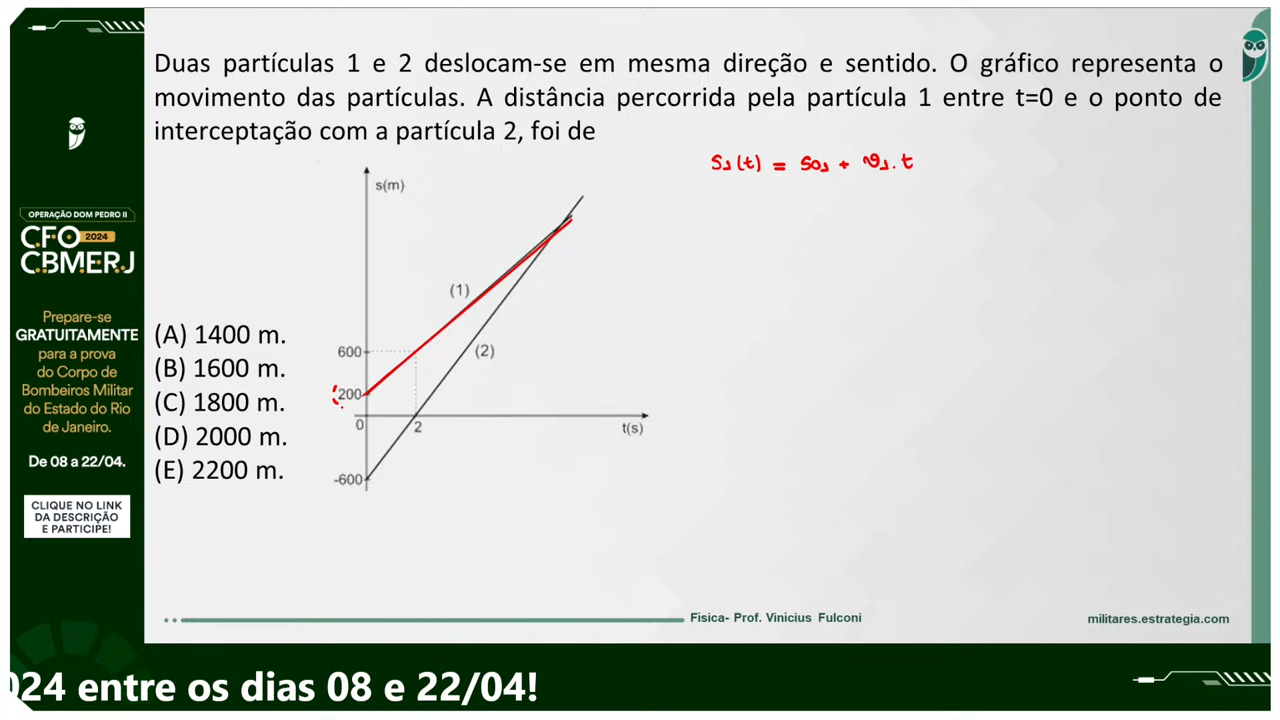 Duas partículas 1 e 2 deslocam-se em mesma direção e sentido. O gráfico representa o
movimento das partículas. A distância percorrida pela partícula 1 entre t=0 e o ponto de
interceptação com a partícula 2, foi de
S₁(t) = S₀₁ + v₁.t
s(m)
(1)
(2)
600
200
0
2
t(s)
-600
(A) 1400 m.
(B) 1600 m.
(C) 1800 m.
(D) 2000 m.
(E) 2200 m.
OPERAÇÃO DOM PEDRO II
CFO 2024
CBMERJ
Prepare-se
GRATUITAMENTE
para a prova
do Corpo de
Bombeiros Militar
do Estado do Rio
de Janeiro.
De 08 a 22/04.
CLIQUE NO LINK
DA DESCRIÇÃO
E PARTICIPE!
Física- Prof. Vinícius Fulconi
militares.estrategia.com
024 entre os dias 08 e 22/04!